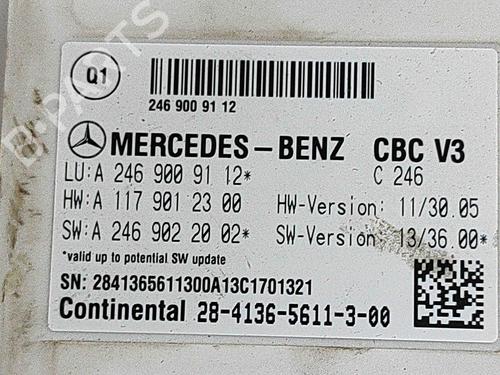 Q1
246 900 91 12
MERCEDES-BENZ CBC V3
LU:A 246 900 91 12* C 246
HW:A 117 901 23 00 HW-Version: 11/30.05
SW:A 246 902 20 02* SW-Version: 13/36.00*
*valid up to potential SW update
SN: 2841365611300A13C1701321
Continental 28-4136-5611-3-00
B-PARTS